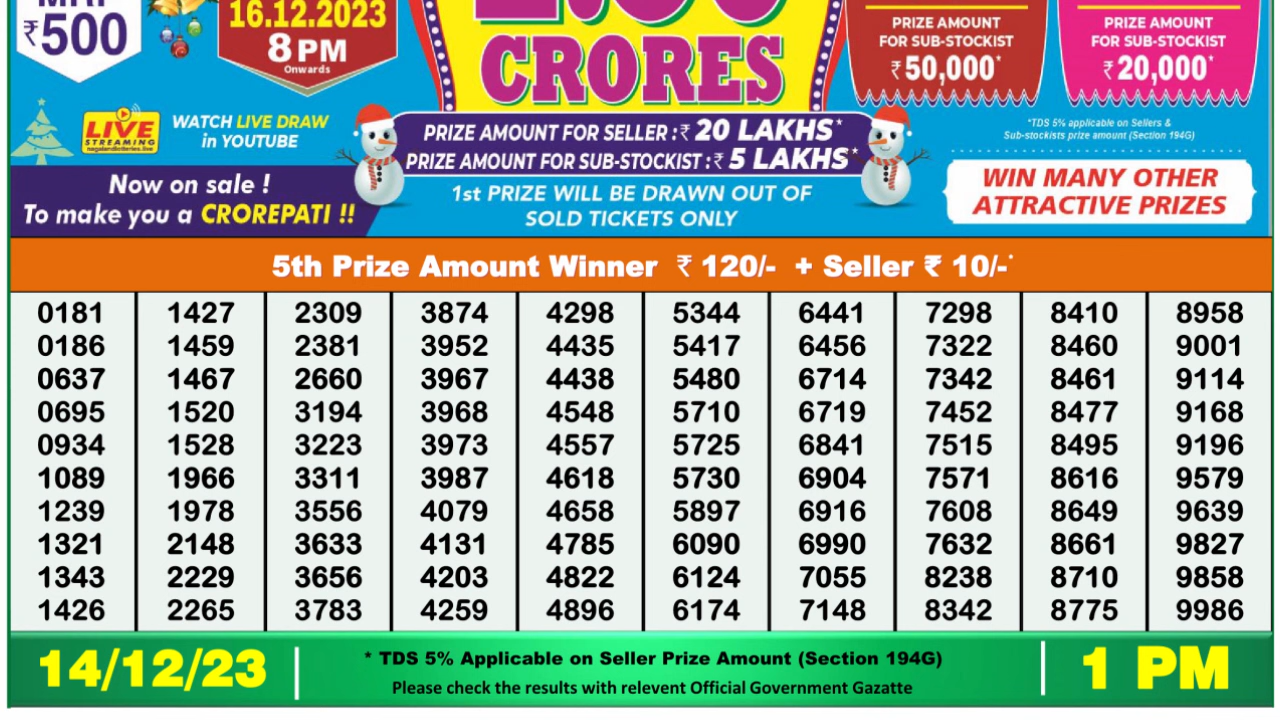 ₹500
16.12.2023
8 PM
Onwards
CRORES
PRIZE AMOUNT
FOR SUB-STOCKIST
₹50,000*
PRIZE AMOUNT
FOR SUB-STOCKIST
₹20,000*
LIVE
STREAMING
nagalandlotteries.live
WATCH LIVE DRAW
in YOUTUBE
PRIZE AMOUNT FOR SELLER :₹ 20 LAKHS*
PRIZE AMOUNT FOR SUB-STOCKIST :₹ 5 LAKHS*
*TDS 5% applicable on Sellers &
Sub-stockists prize amount (Section 194G)
Now on sale !
To make you a CROREPATI !!
1st PRIZE WILL BE DRAWN OUT OF
SOLD TICKETS ONLY
WIN MANY OTHER
ATTRACTIVE PRIZES
5th Prize Amount Winner ₹ 120/- + Seller ₹ 10/-*
0181 1427 2309 3874 4298 5344 6441 7298 8410 8958
0186 1459 2381 3952 4435 5417 6456 7322 8460 9001
0637 1467 2660 3967 4438 5480 6714 7342 8461 9114
0695 1520 3194 3968 4548 5710 6719 7452 8477 9168
0934 1528 3223 3973 4557 5725 6841 7515 8495 9196
1089 1966 3311 3987 4618 5730 6904 7571 8616 9579
1239 1978 3556 4079 4658 5897 6916 7608 8649 9639
1321 2148 3633 4131 4785 6090 6990 7632 8661 9827
1343 2229 3656 4203 4822 6124 7055 8238 8710 9858
1426 2265 3783 4259 4896 6174 7148 8342 8775 9986
14/12/23
* TDS 5% Applicable on Seller Prize Amount (Section 194G)
Please check the results with relevent Official Government Gazatte
1 PM